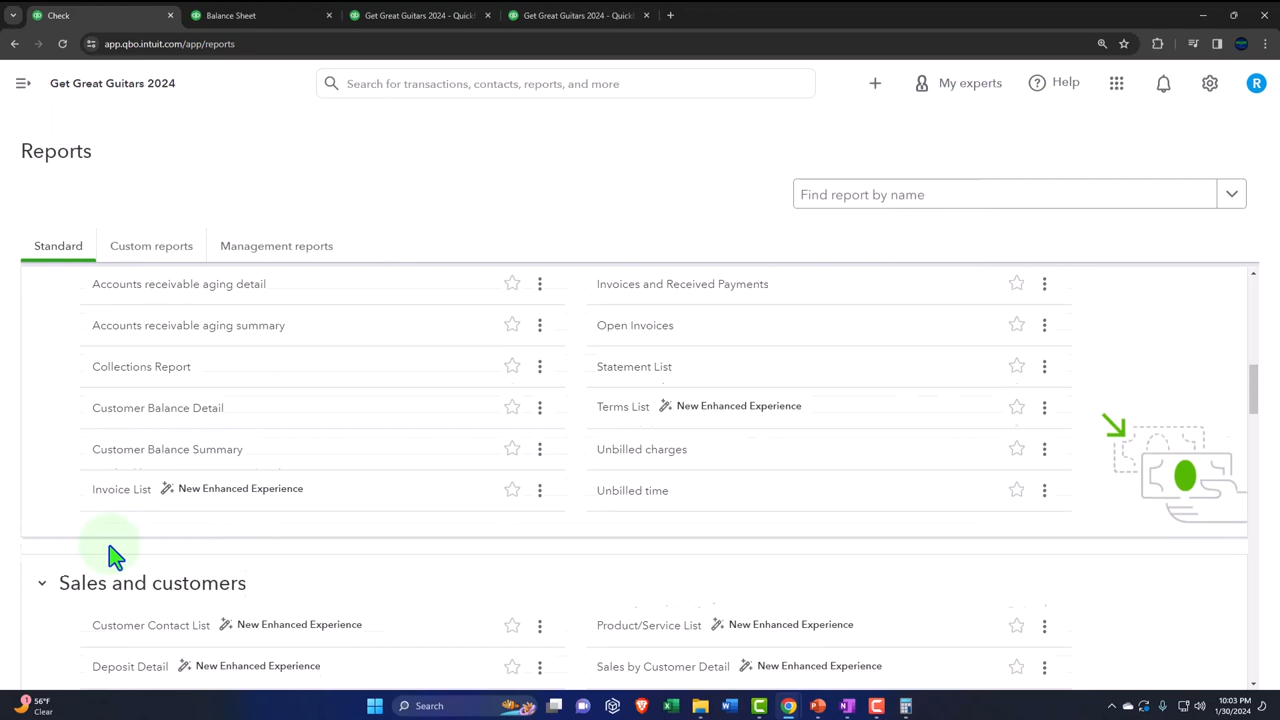 Check
Balance Sheet
Get Great Guitars 2024 - Quick
Get Great Guitars 2024 - Quick
app.qbo.intuit.com/app/reports
Get Great Guitars 2024
Search for transactions, contacts, reports, and more
My experts
Help
R
Reports
Find report by name
Standard
Custom reports
Management reports
Accounts receivable aging detail
Invoices and Received Payments
Accounts receivable aging summary
Open Invoices
Collections Report
Statement List
Customer Balance Detail
Terms List New Enhanced Experience
Customer Balance Summary
Unbilled charges
Invoice List New Enhanced Experience
Unbilled time
Sales and customers
Customer Contact List New Enhanced Experience
Product/Service List New Enhanced Experience
Deposit Detail New Enhanced Experience
Sales by Customer Detail New Enhanced Experience
1
56°F
Clear
Search
10:03 PM
1/30/2024